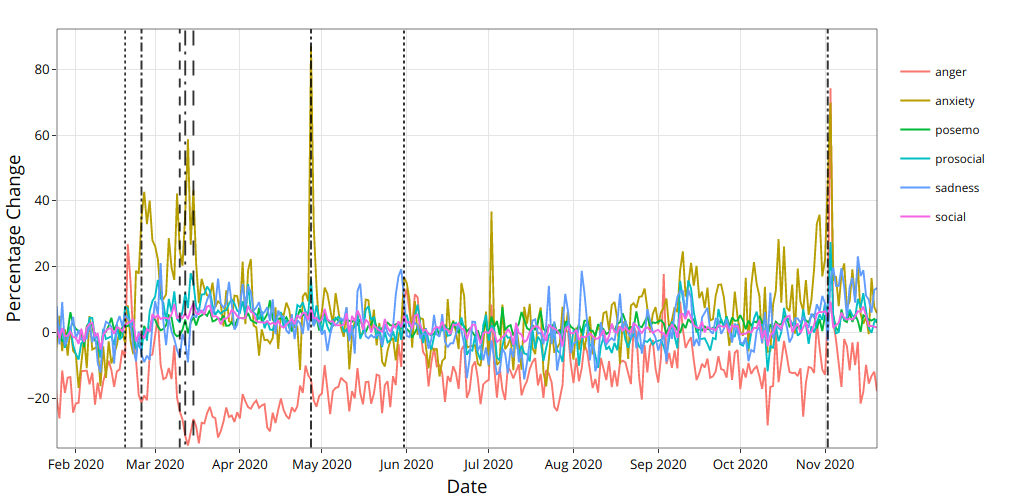 Percentage Change
80
60
40
20
0
−20
Feb 2020 Mar 2020 Apr 2020 May 2020 Jun 2020 Jul 2020 Aug 2020 Sep 2020 Oct 2020 Nov 2020
Date
anger
anxiety
posemo
prosocial
sadness
social